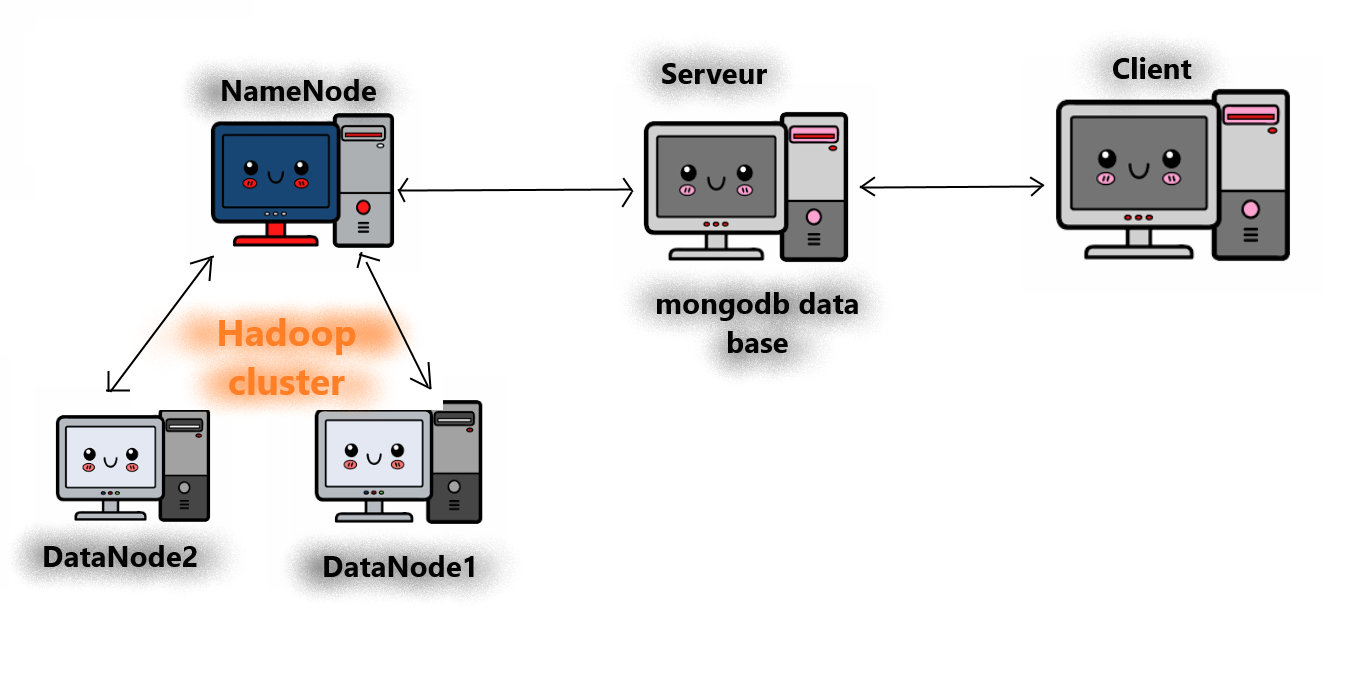 NameNode
Serveur
Client
mongodb data
base
Hadoop
cluster
DataNode2
DataNode1